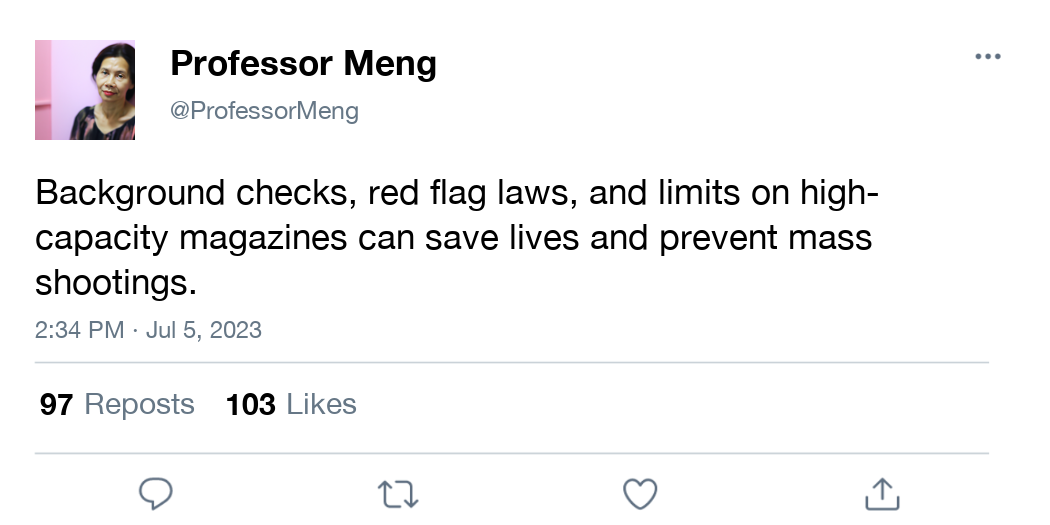 Professor Meng
@ProfessorMeng
Background checks, red flag laws, and limits on high-
capacity magazines can save lives and prevent mass
shootings.
2:34 PM · Jul 5, 2023
97 Reposts 103 Likes